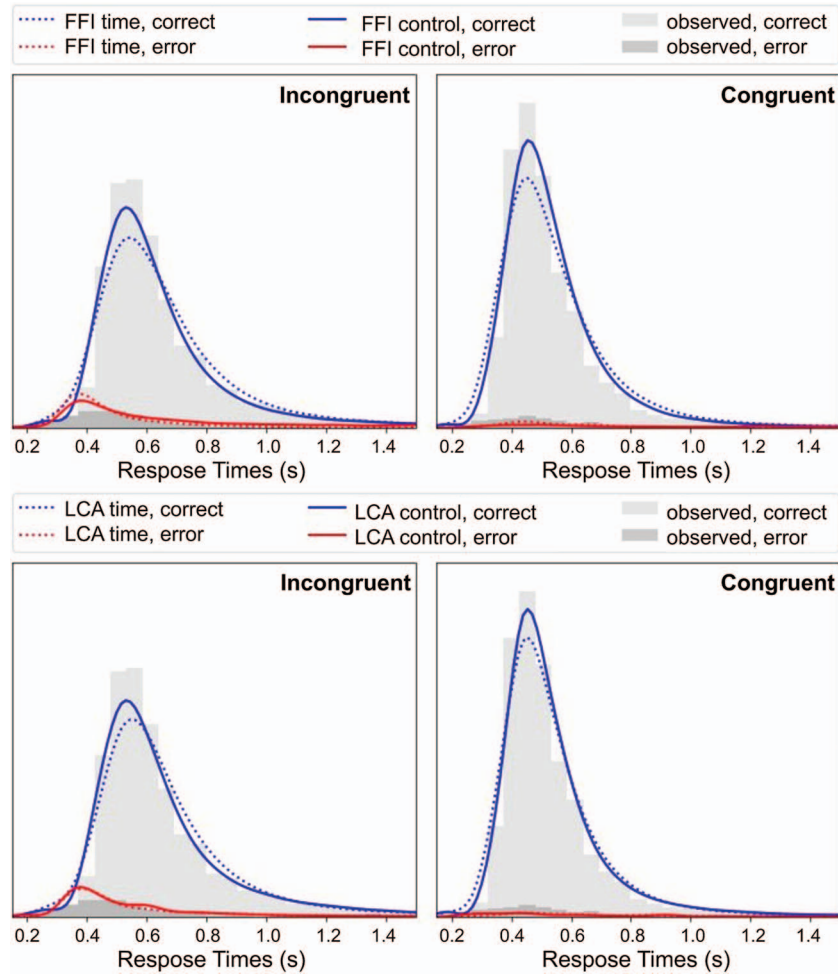 FFI time, correct FFI control, correct observed, correct
FFI time, error FFI control, error observed, error
Incongruent Congruent
0.2 0.4 0.6 0.8 1.0 1.2 1.4 0.2 0.4 0.6 0.8 1.0 1.2 1.4
Respose Times (s) Respose Times (s)
LCA time, correct LCA control, correct observed, correct
LCA time, error LCA control, error observed, error
Incongruent Congruent
0.2 0.4 0.6 0.8 1.0 1.2 1.4 0.2 0.4 0.6 0.8 1.0 1.2 1.4
Respose Times (s) Respose Times (s)